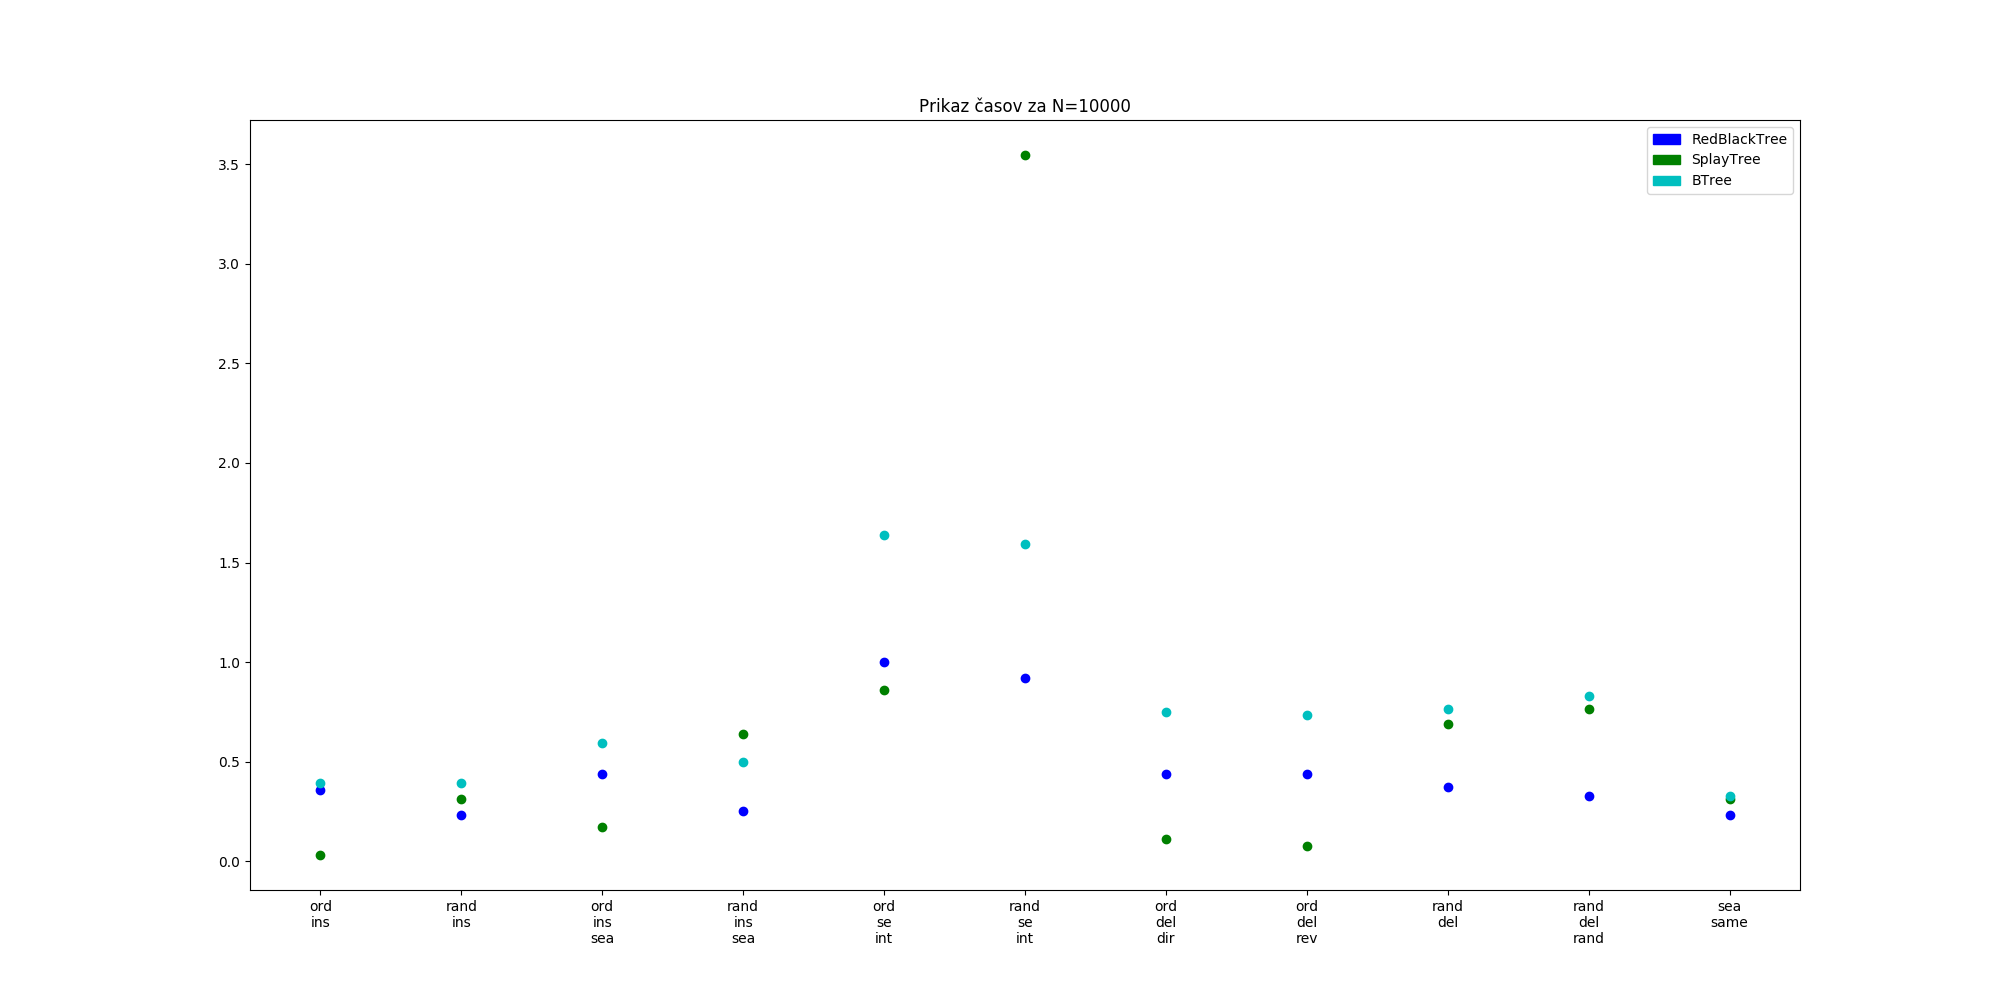 Prikaz časov za N=10000
RedBlackTree
SplayTree
BTree
3.5
3.0
2.5
2.0
1.5
1.0
0.5
0.0
ord
ins
rand
ins
ord
ins
sea
rand
ins
sea
ord
se
int
rand
se
int
ord
del
dir
ord
del
rev
rand
del
rand
del
rand
sea
same